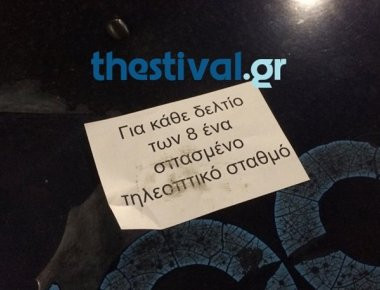 thestival.gr
Για κάθε δελτίο
των 8 ένα
σπασμένο
τηλεοπτικό σταθμό